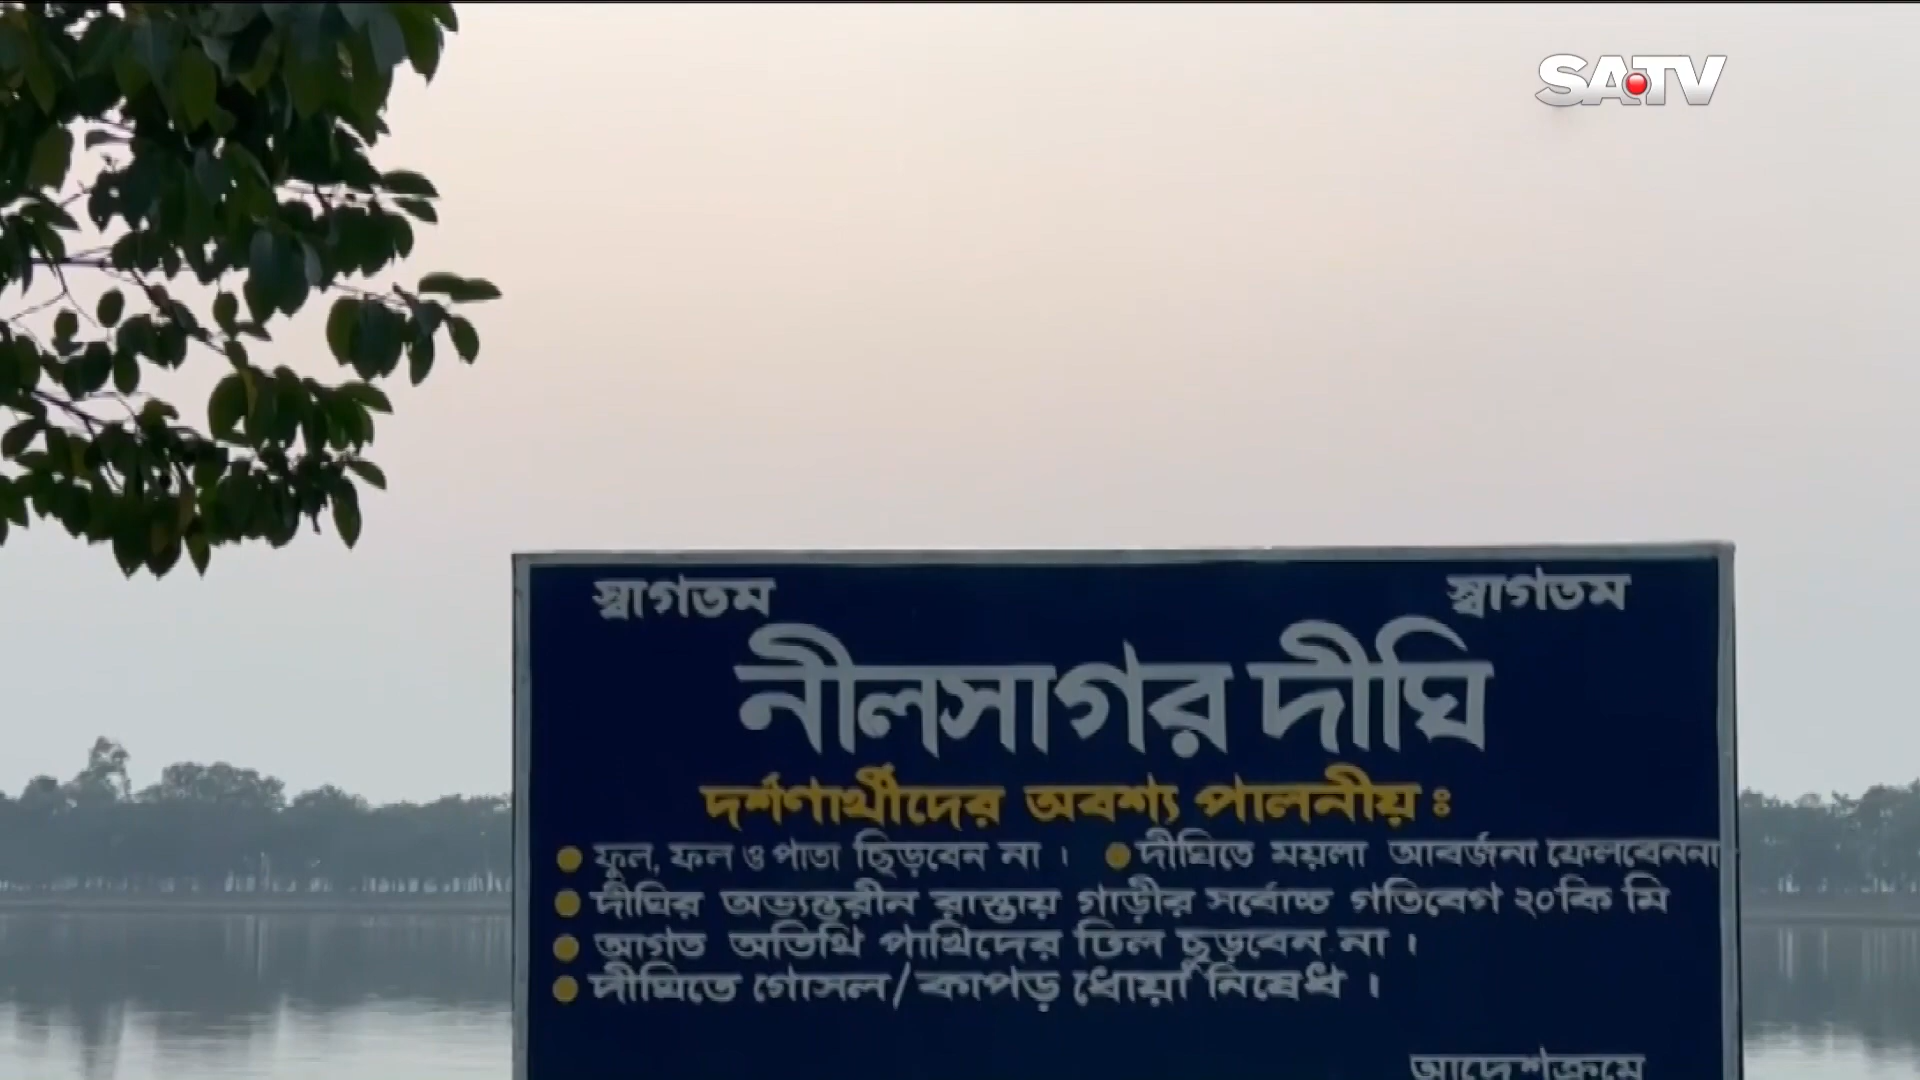 SATV
স্বাগতম স্বাগতম
নীলসাগর দীঘি
দর্শণার্থীদের অবশ্য পালনীয় ঃ
ফুল, ফল ও পাতা ছিড়বেন না । দীঘিতে ময়লা আবর্জনা ফেলবেননা
দীঘির অভ্যন্তরীন রাস্তায় গাড়ীর সর্বোচ্চ গতিবেগ ২০কি মি
আগত অতিথি পাখিদের ঢিল ছুড়বেন না ।
দীঘিতে গোসল/কাপড় ধোয়া নিষেধ ।
আদেশক্রমে